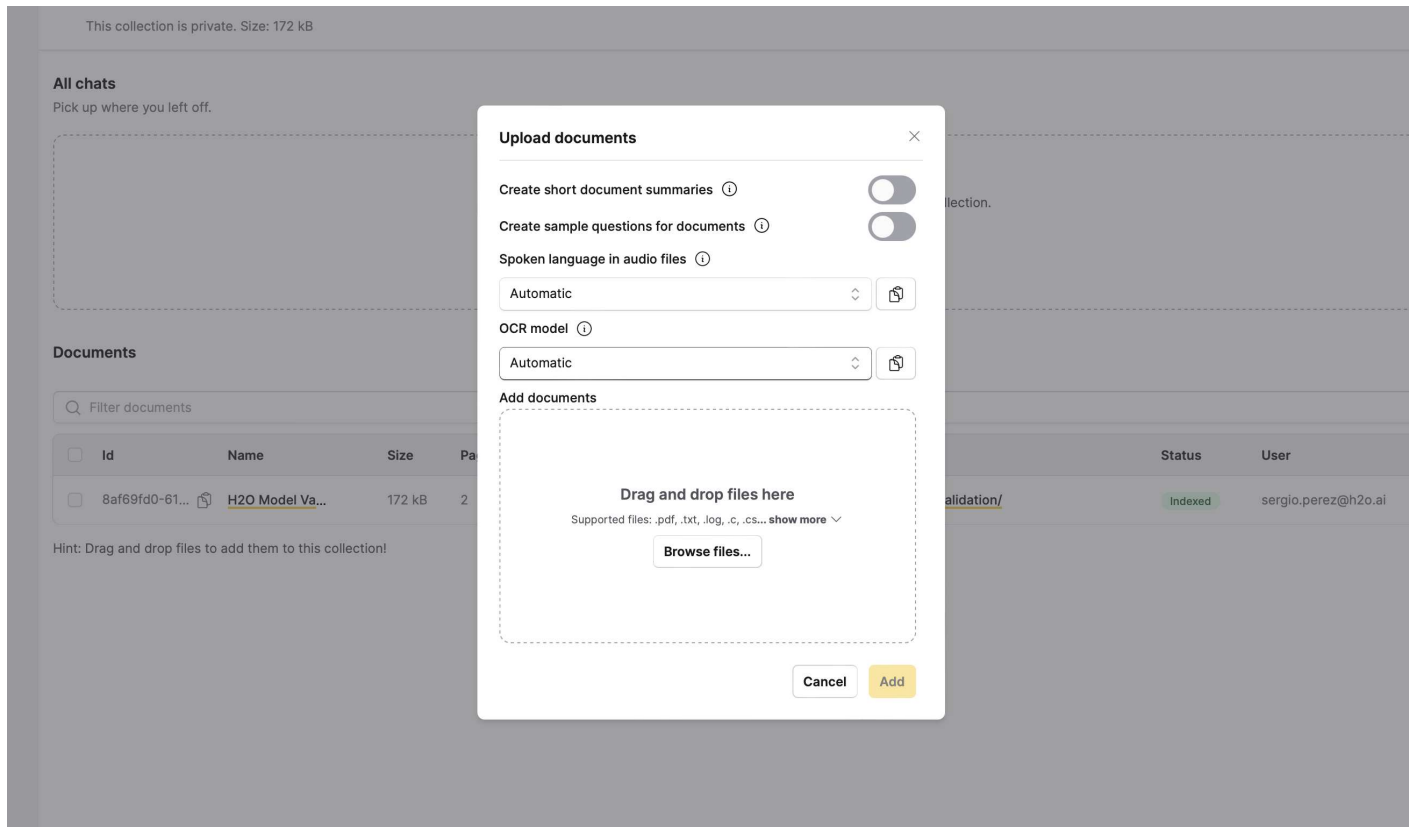 This collection is private. Size: 172 kB
All chats
Pick up where you left off.
llection.
Documents
Filter documents
Id Name Size Pa Status User
8af69fd0-61... H2O Model Va... 172 kB 2 alidation/ Indexed sergio.perez@h2o.ai
Hint: Drag and drop files to add them to this collection!
Upload documents
Create short document summaries
Create sample questions for documents
Spoken language in audio files
Automatic
OCR model
Automatic
Add documents
Drag and drop files here
Supported files: .pdf, .txt, .log, .c, .cs... show more
Browse files...
Cancel Add